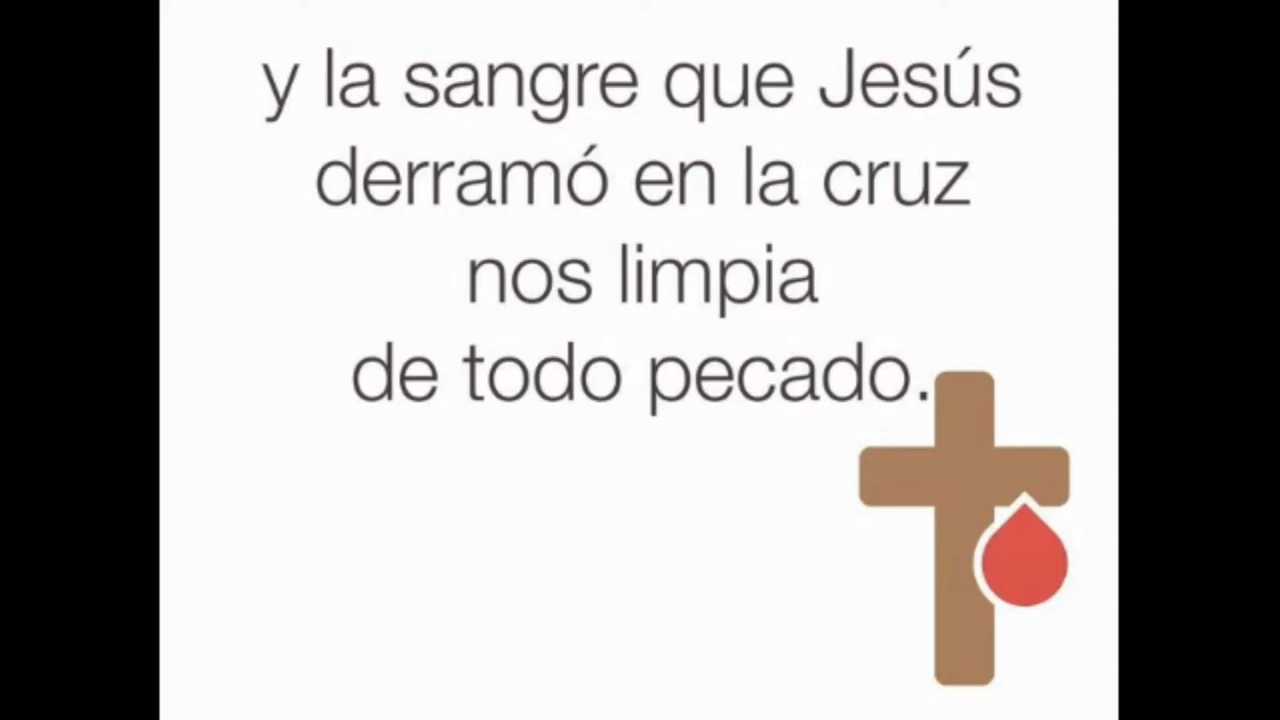 y la sangre que Jesús
derramó en la cruz
nos limpia
de todo pecado.